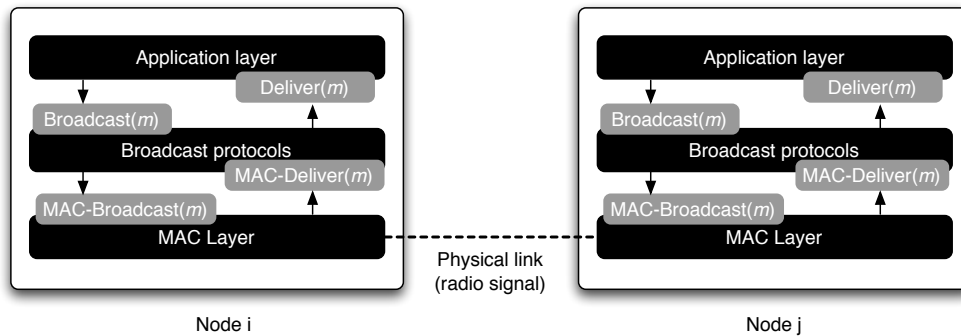 Application layer
Deliver(m)
Broadcast(m)
Broadcast protocols
MAC-Deliver(m)
MAC-Broadcast(m)
MAC Layer
Node i
Physical link
(radio signal)
Application layer
Deliver(m)
Broadcast(m)
Broadcast protocols
MAC-Deliver(m)
MAC-Broadcast(m)
MAC Layer
Node j